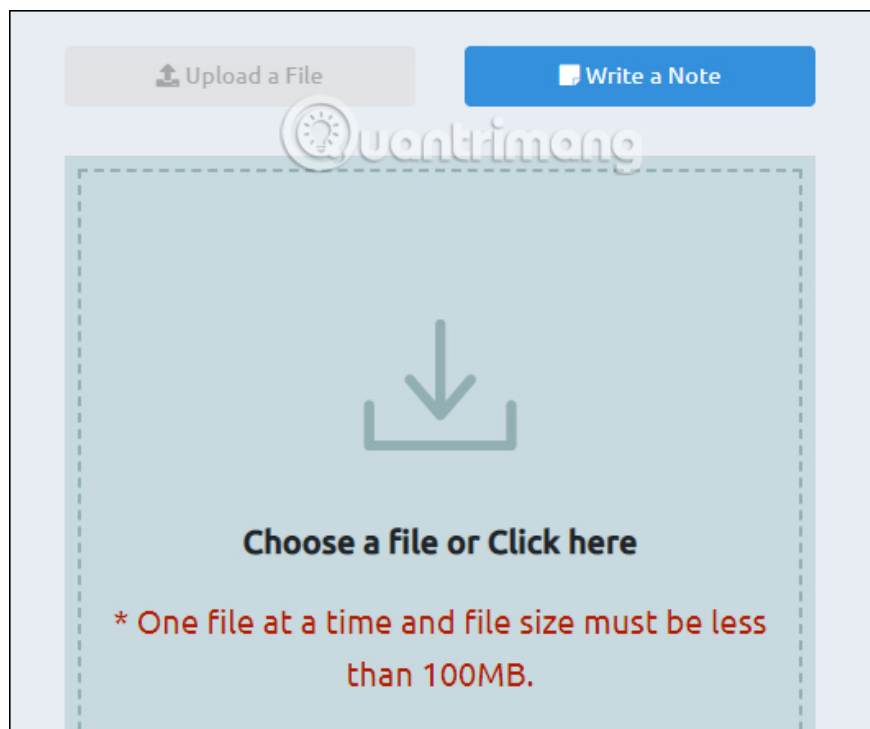 Upload a File
Write a Note
Quantrimang
Choose a file or Click here
* One file at a time and file size must be less
than 100MB.